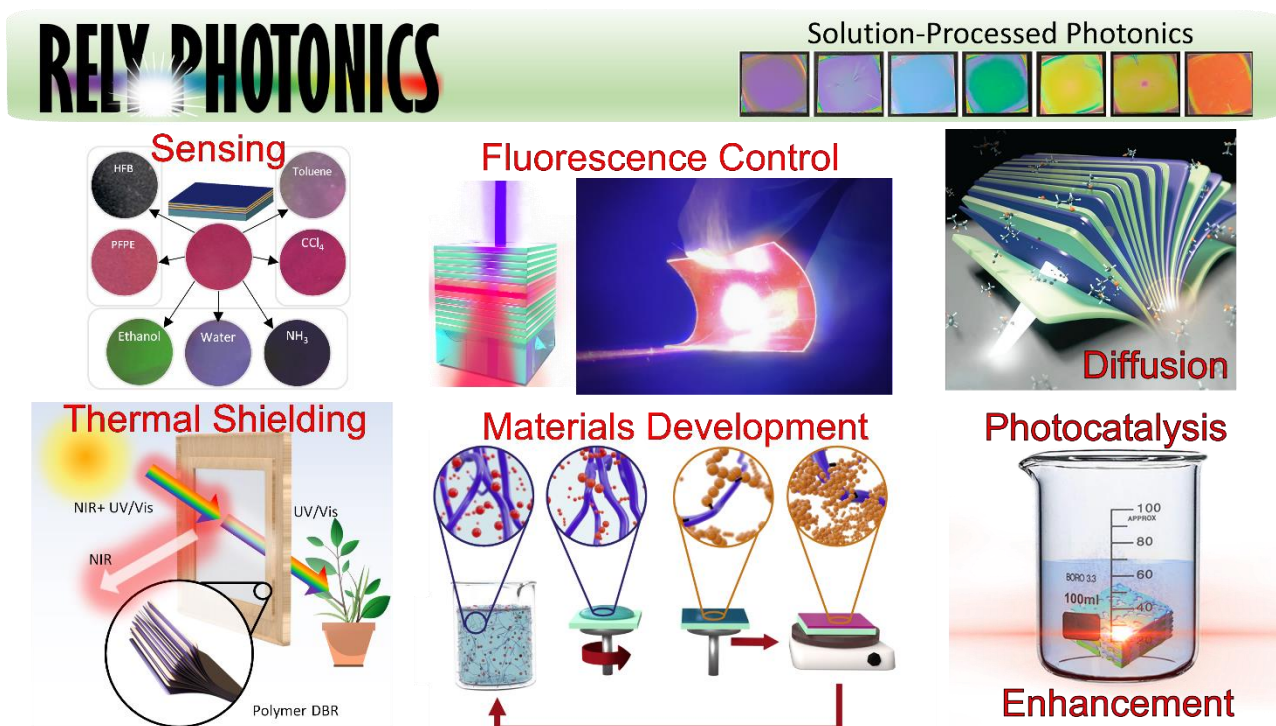 RELY PHOTONICS
Solution-Processed Photonics
Sensing
HFB
Toluene
PFPE
CCl₄
Ethanol
Water
NH₃
Fluorescence Control
Diffusion
Thermal Shielding
NIR+ UV/Vis
UV/Vis
NIR
Polymer DBR
Materials Development
Photocatalysis
100
APPROX
80
BORO 3.3
60
100ml
40
Enhancement